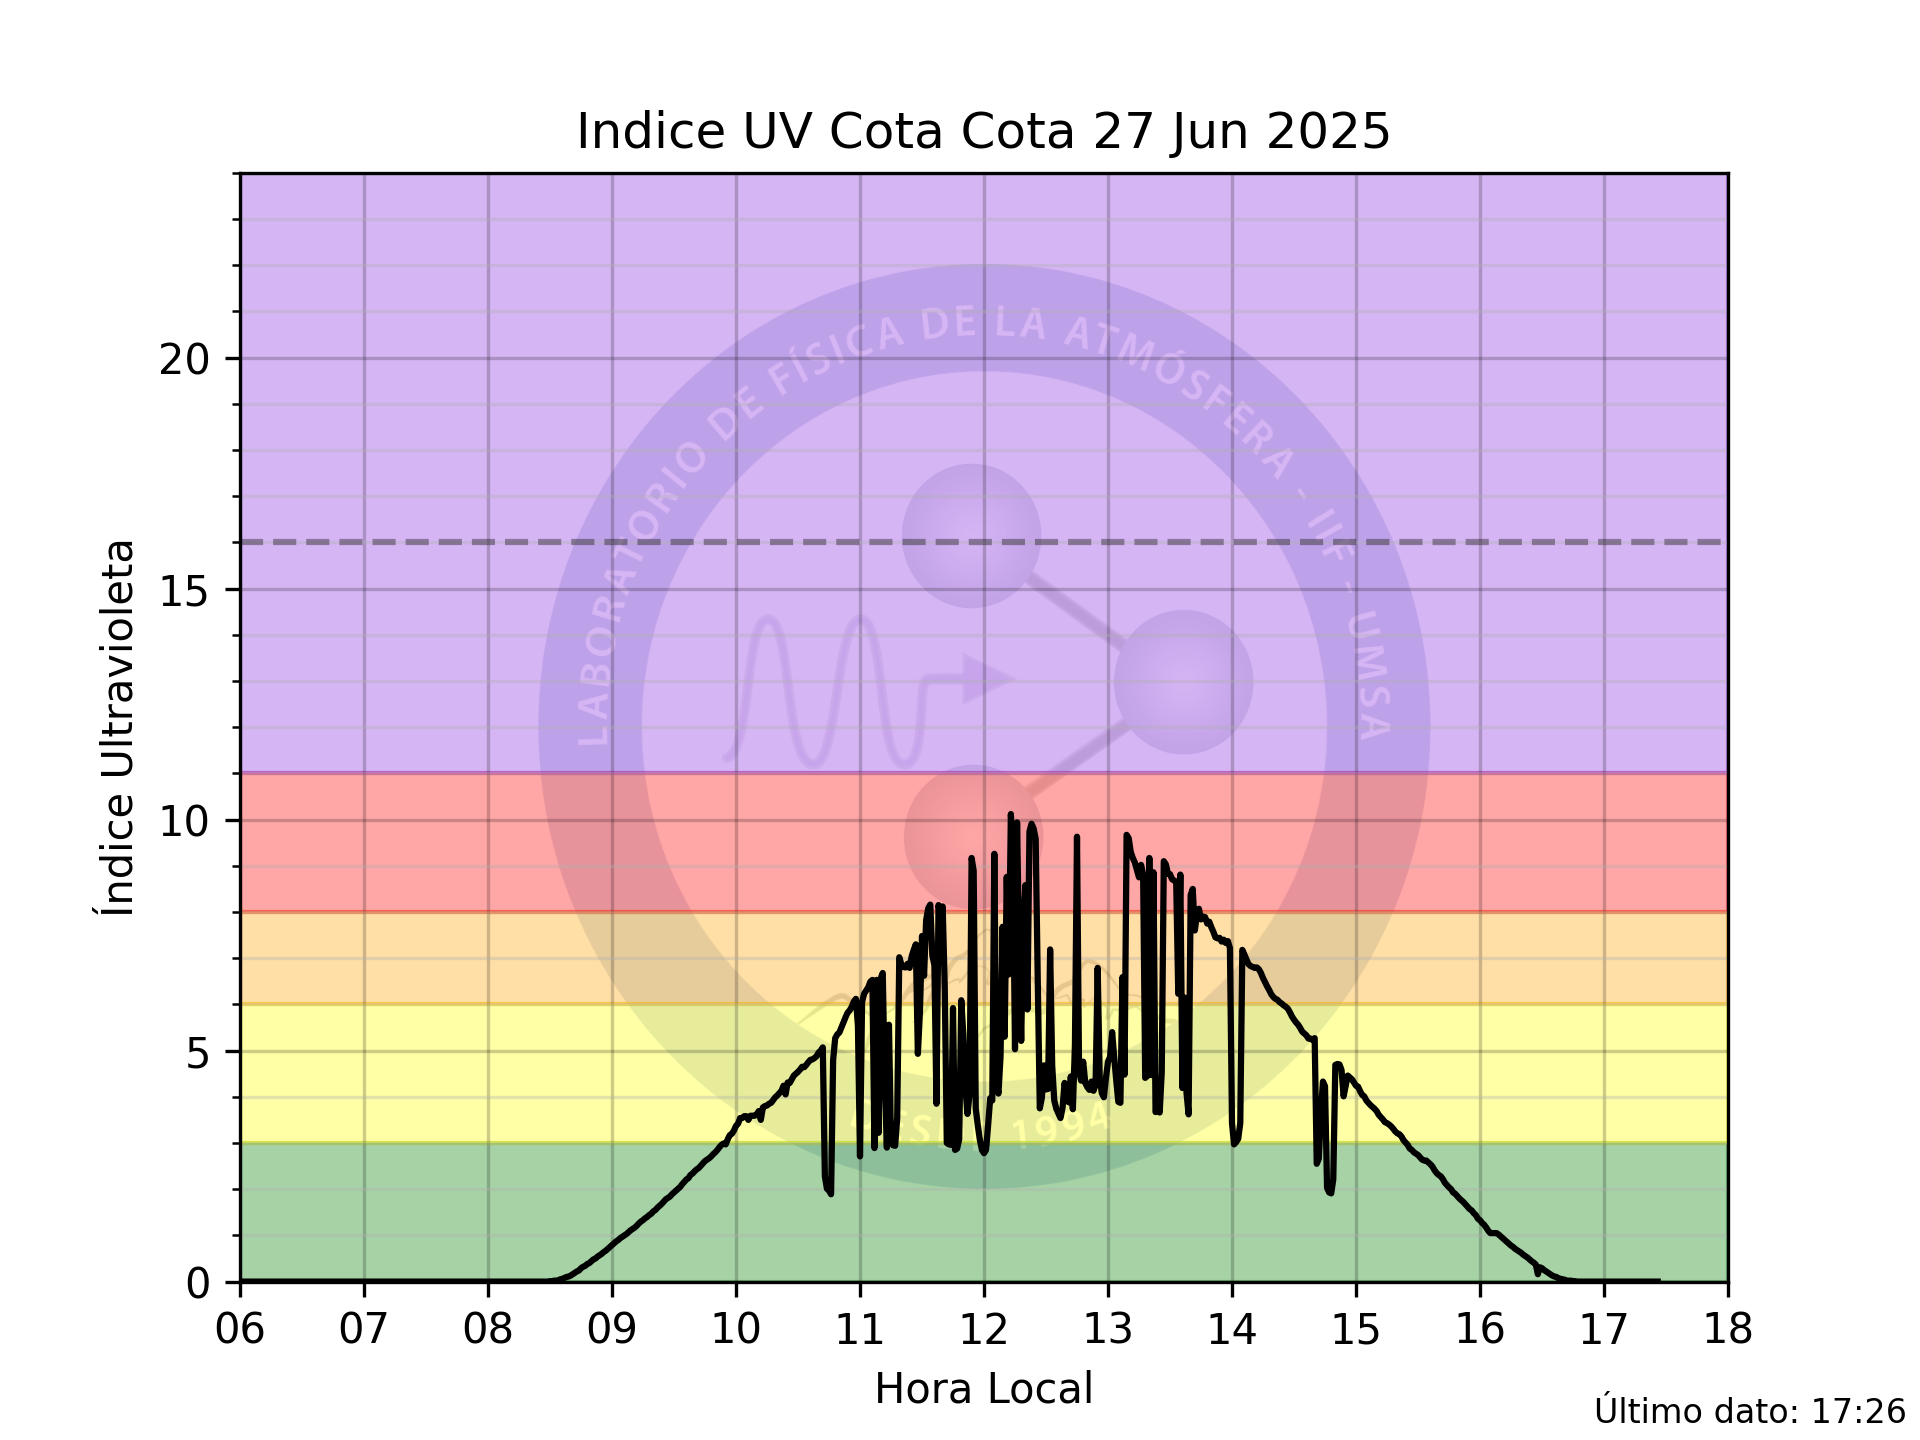 Indice UV Cota Cota 27 Jun 2025
LABORATORIO DE FÍSICA DE LA ATMÓSFERA - IIF - UMSA
20
15
10
5
0
Índice Ultravioleta
1994
06 07 08 09 10 11 12 13 14 15 16 17 18
Hora Local
Último dato: 17:26